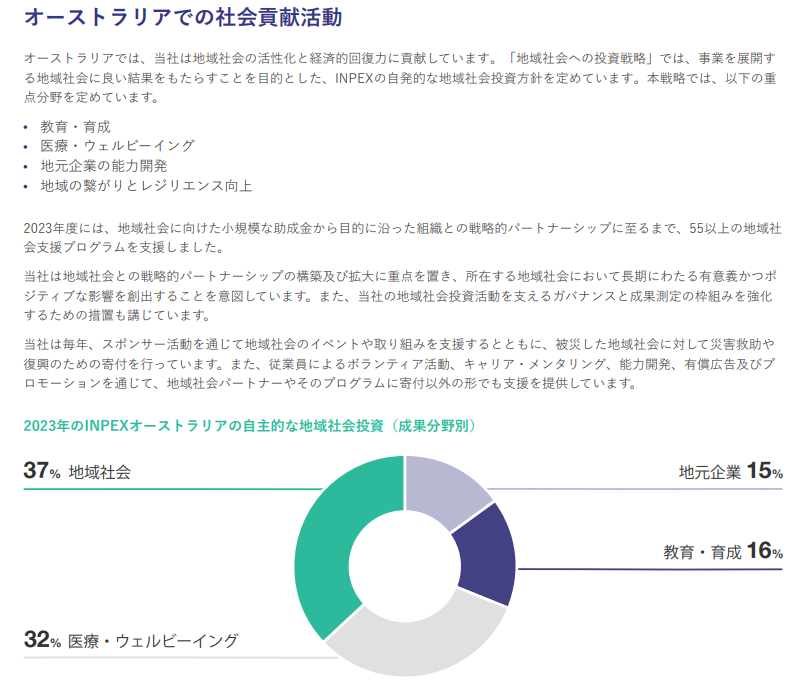 オーストラリアでの社会貢献活動
オーストラリアでは、当社は地域社会の活性化と経済的回復力に貢献しています。「地域社会への投資戦略」では、事業を展開す
る地域社会に良い結果をもたらすことを目的とした、INPEXの自発的な地域社会投資方針を定めています。本戦略では、以下の重
点分野を定めています。
• 教育・育成
• 医療・ウェルビーイング
• 地元企業の能力開発
• 地域の繋がりとレジリエンス向上
2023年度には、地域社会に向けた小規模な助成金から目的に沿った組織との戦略的パートナーシップに至るまで、55以上の地域社
会支援プログラムを支援しました。
当社は地域社会との戦略的パートナーシップの構築及び拡大に重点を置き、所在する地域社会において長期にわたる有意義かつポ
ジティブな影響を創出することを意図しています。また、当社の地域社会投資活動を支えるガバナンスと成果測定の枠組みを強化
するための措置も講じています。
当社は毎年、スポンサー活動を通じて地域社会のイベントや取り組みを支援するとともに、被災した地域社会に対して災害救助や
復興のための寄付を行っています。また、従業員によるボランティア活動、キャリア・メンタリング、能力開発、有償広告及びプ
ロモーションを通じて、地域社会パートナーやそのプログラムに寄付以外の形でも支援を提供しています。
2023年のINPEXオーストラリアの自主的な地域社会投資（成果分野別）
37% 地域社会
地元企業 15%
教育・育成 16%
32% 医療・ウェルビーイング